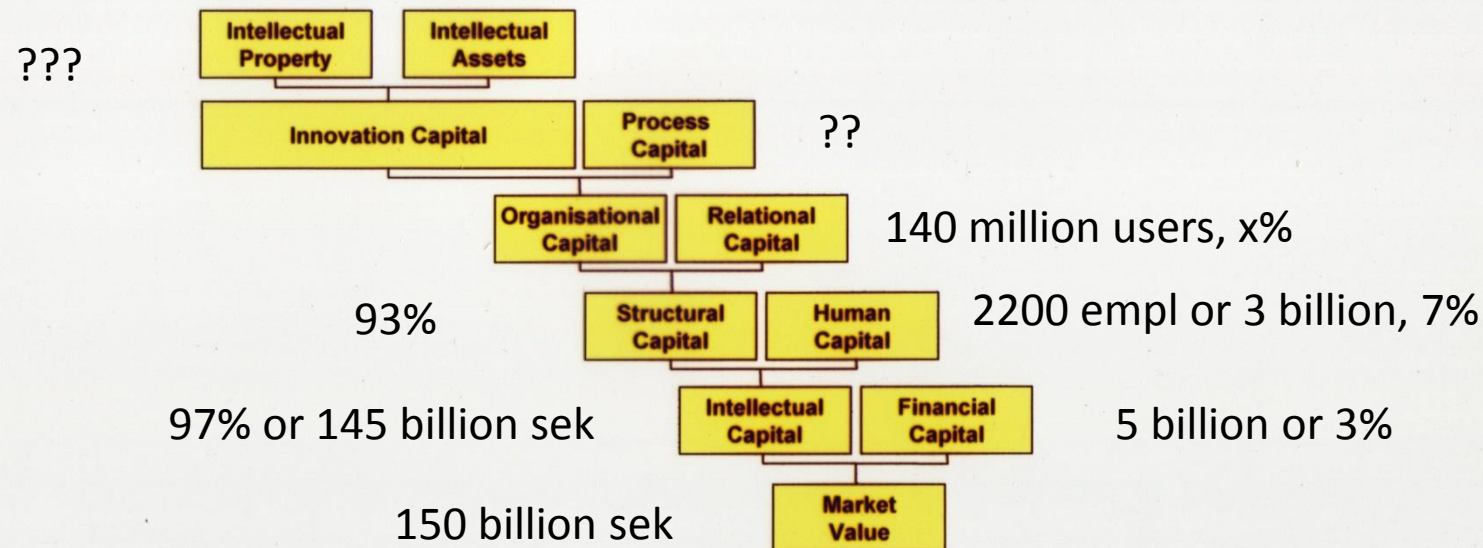 Intellectual Property
Intellectual Assets
???
Innovation Capital
Process Capital
??
Organisational Capital
Relational Capital
140 million users, x%
93%
Structural Capital
Human Capital
2200 empl or 3 billion, 7%
97% or 145 billion sek
Intellectual Capital
Financial Capital
5 billion or 3%
150 billion sek
Market Value